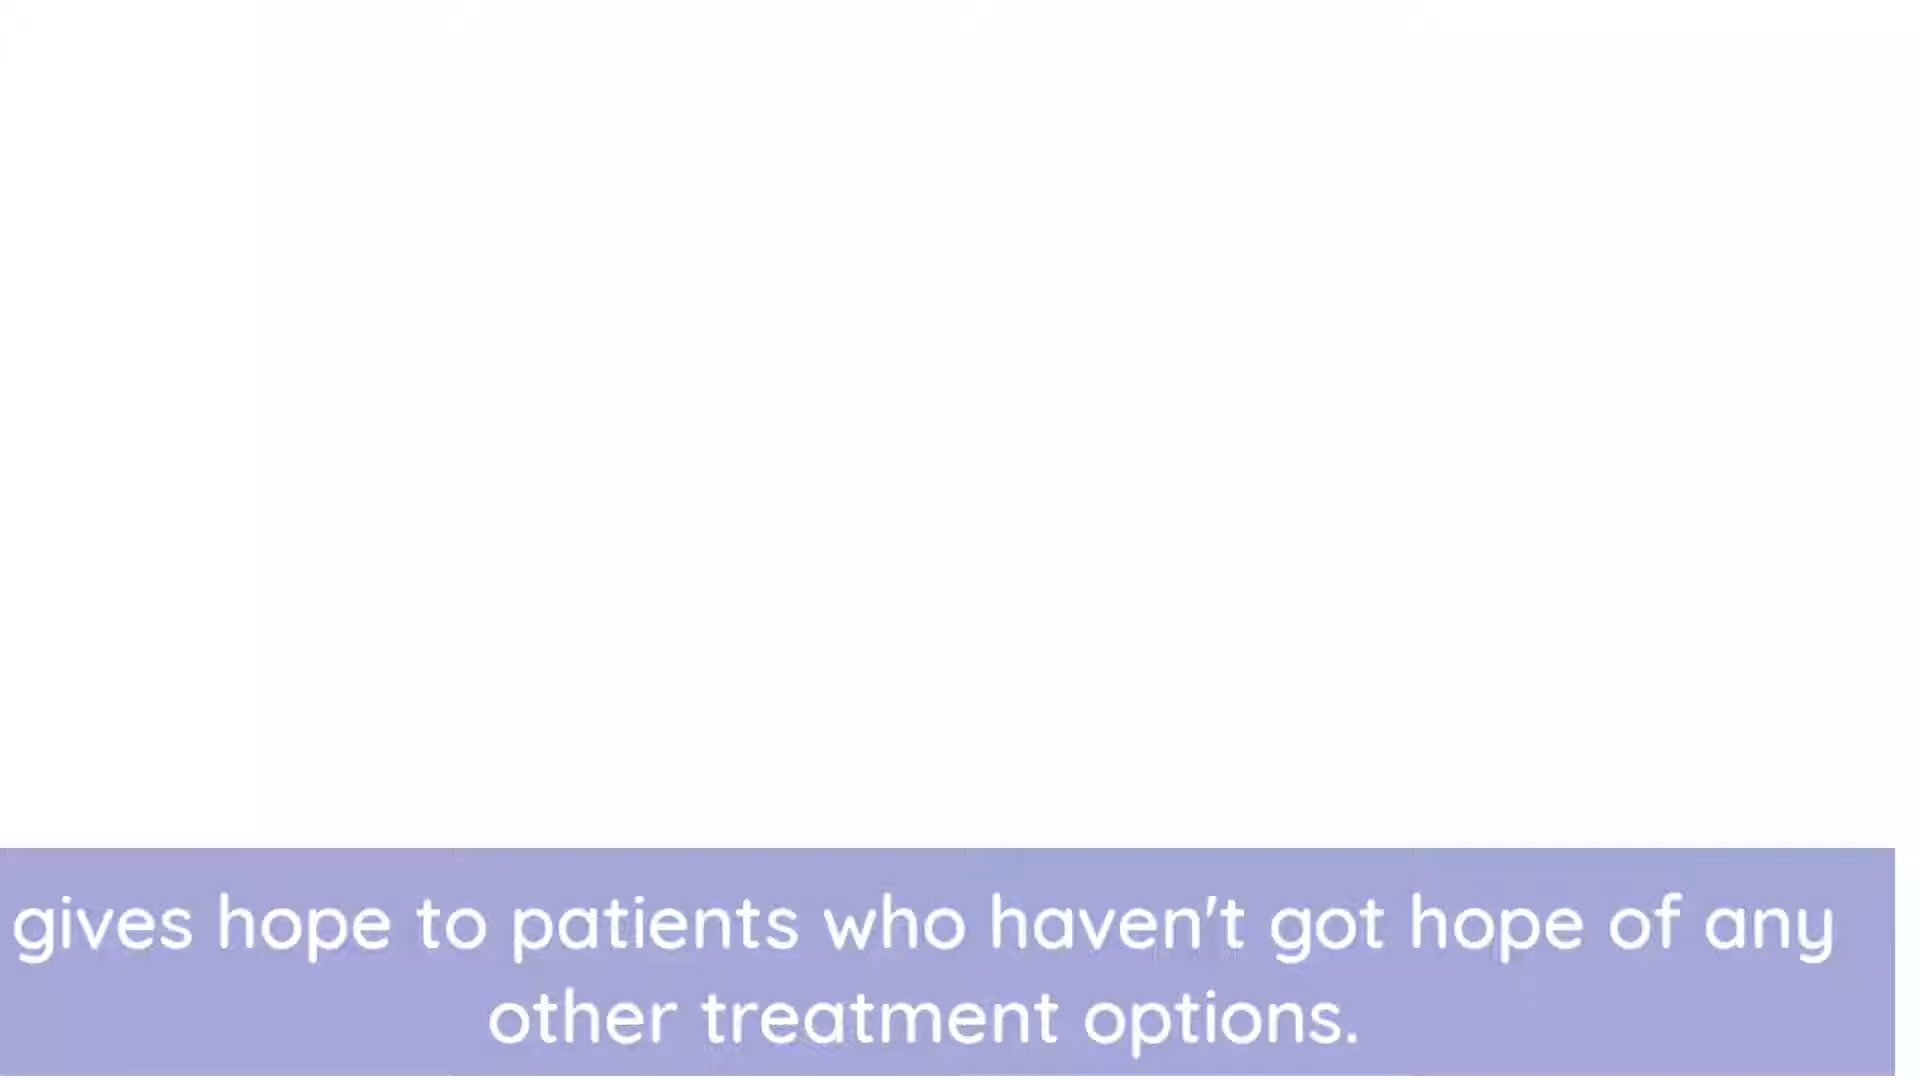 gives hope to patients who haven't got hope of any
other treatment options.